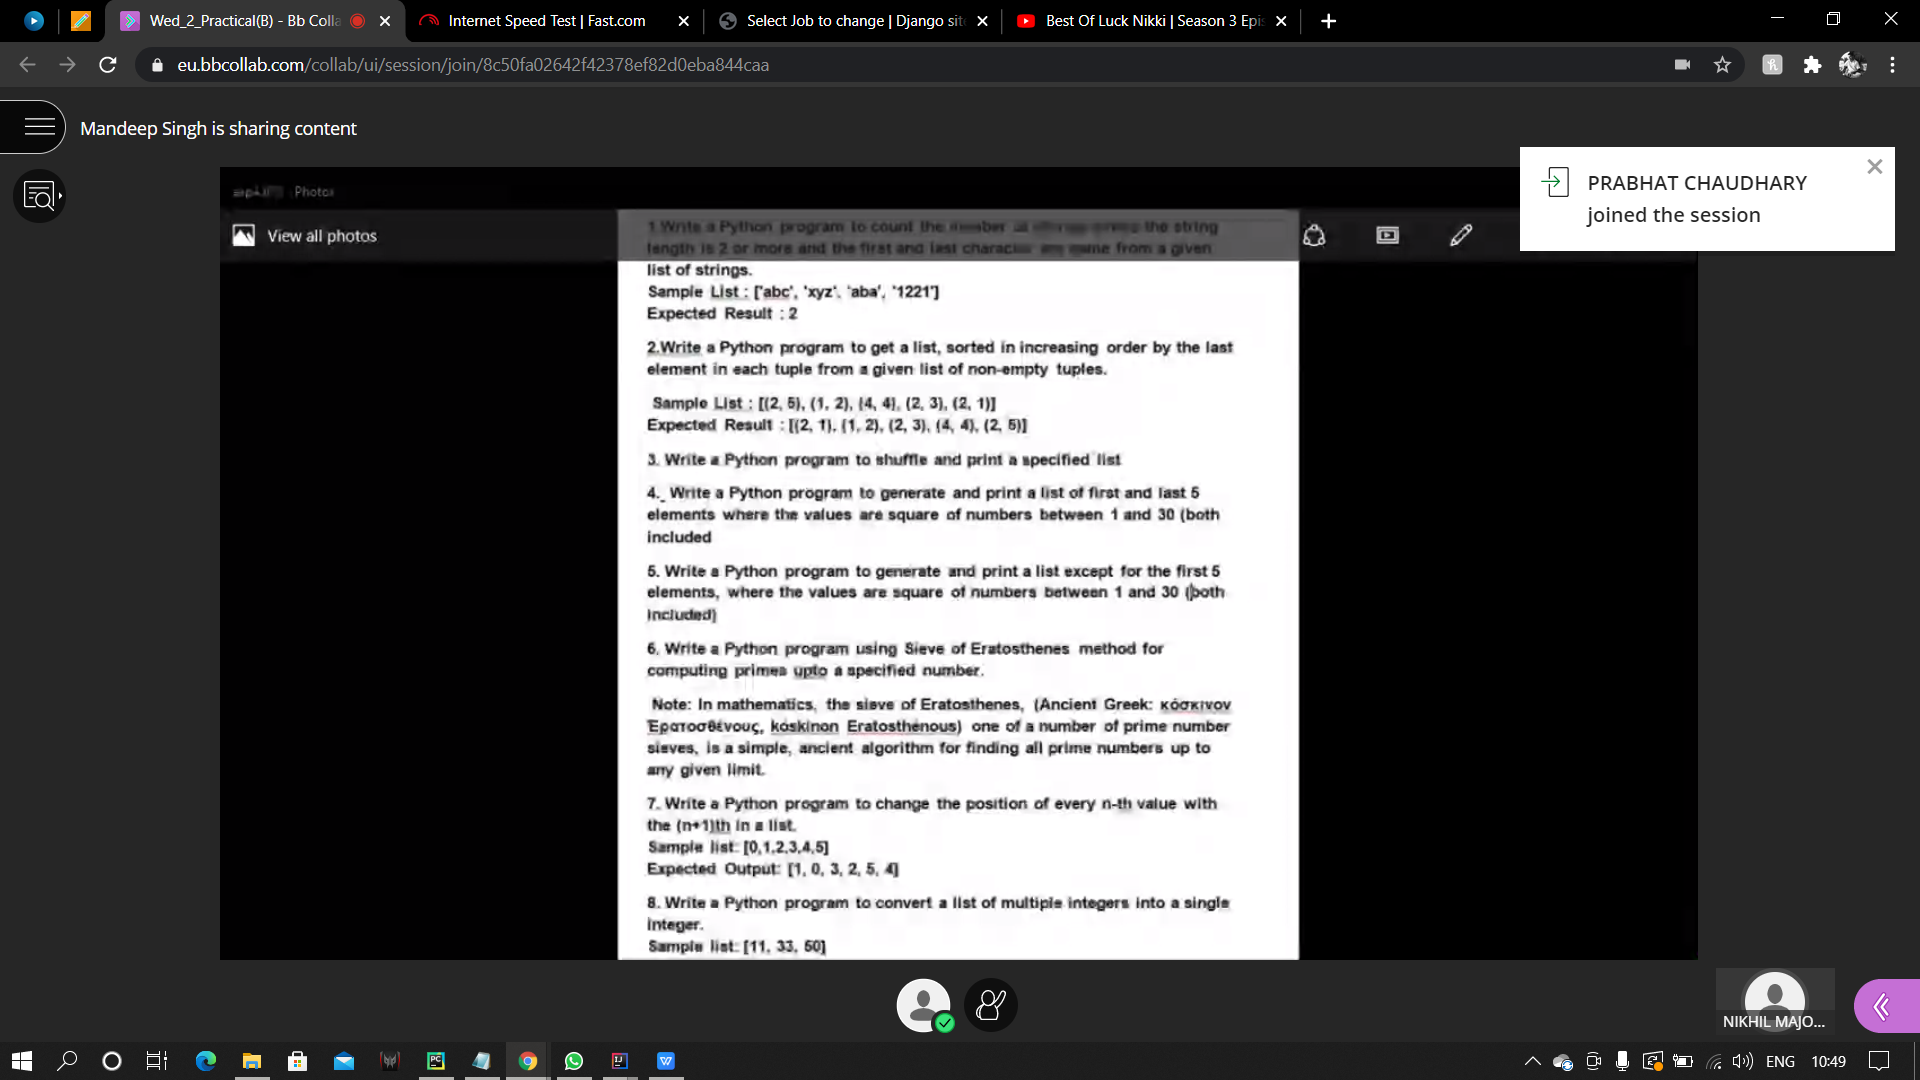 Wed_2_Practical(B) - Bb Colla
Internet Speed Test | Fast.com
Select Job to change | Django sit
Best Of Luck Nikki | Season 3 Epi
eu.bbcollab.com/collab/ui/session/join/8c50fa02642f42378ef82d0eba844caa
Mandeep Singh is sharing content
PRABHAT CHAUDHARY
joined the session
Photos
View all photos
1.Write a Python program to count the number of strings where the string
length is 2 or more and the first and last character are same from a given
list of strings.
Sample List : ['abc', 'xyz', 'aba', '1221']
Expected Result : 2
2.Write a Python program to get a list, sorted in increasing order by the last
element in each tuple from a given list of non-empty tuples.
Sample List : [(2, 5), (1, 2), (4, 4), (2, 3), (2, 1)]
Expected Result : [(2, 1), (1, 2), (2, 3), (4, 4), (2, 5)]
3. Write a Python program to shuffle and print a specified list
4. Write a Python program to generate and print a list of first and last 5
elements where the values are square of numbers between 1 and 30 (both
included
5. Write a Python program to generate and print a list except for the first 5
elements, where the values are square of numbers between 1 and 30 (both
included)
6. Write a Python program using Sieve of Eratosthenes method for
computing primes upto a specified number.
Note: In mathematics, the sieve of Eratosthenes, (Ancient Greek: κόσκινον
Ἐρατοσθένους, kóskinon Eratosthénous) one of a number of prime number
sieves, is a simple, ancient algorithm for finding all prime numbers up to
any given limit.
7. Write a Python program to change the position of every n-th value with
the (n+1)th in a list.
Sample list: [0,1,2,3,4,5]
Expected Output: [1, 0, 3, 2, 5, 4]
8. Write a Python program to convert a list of multiple integers into a single
integer.
Sample list: [11, 33, 50]
NIKHIL MAJO...
ENG
10:49